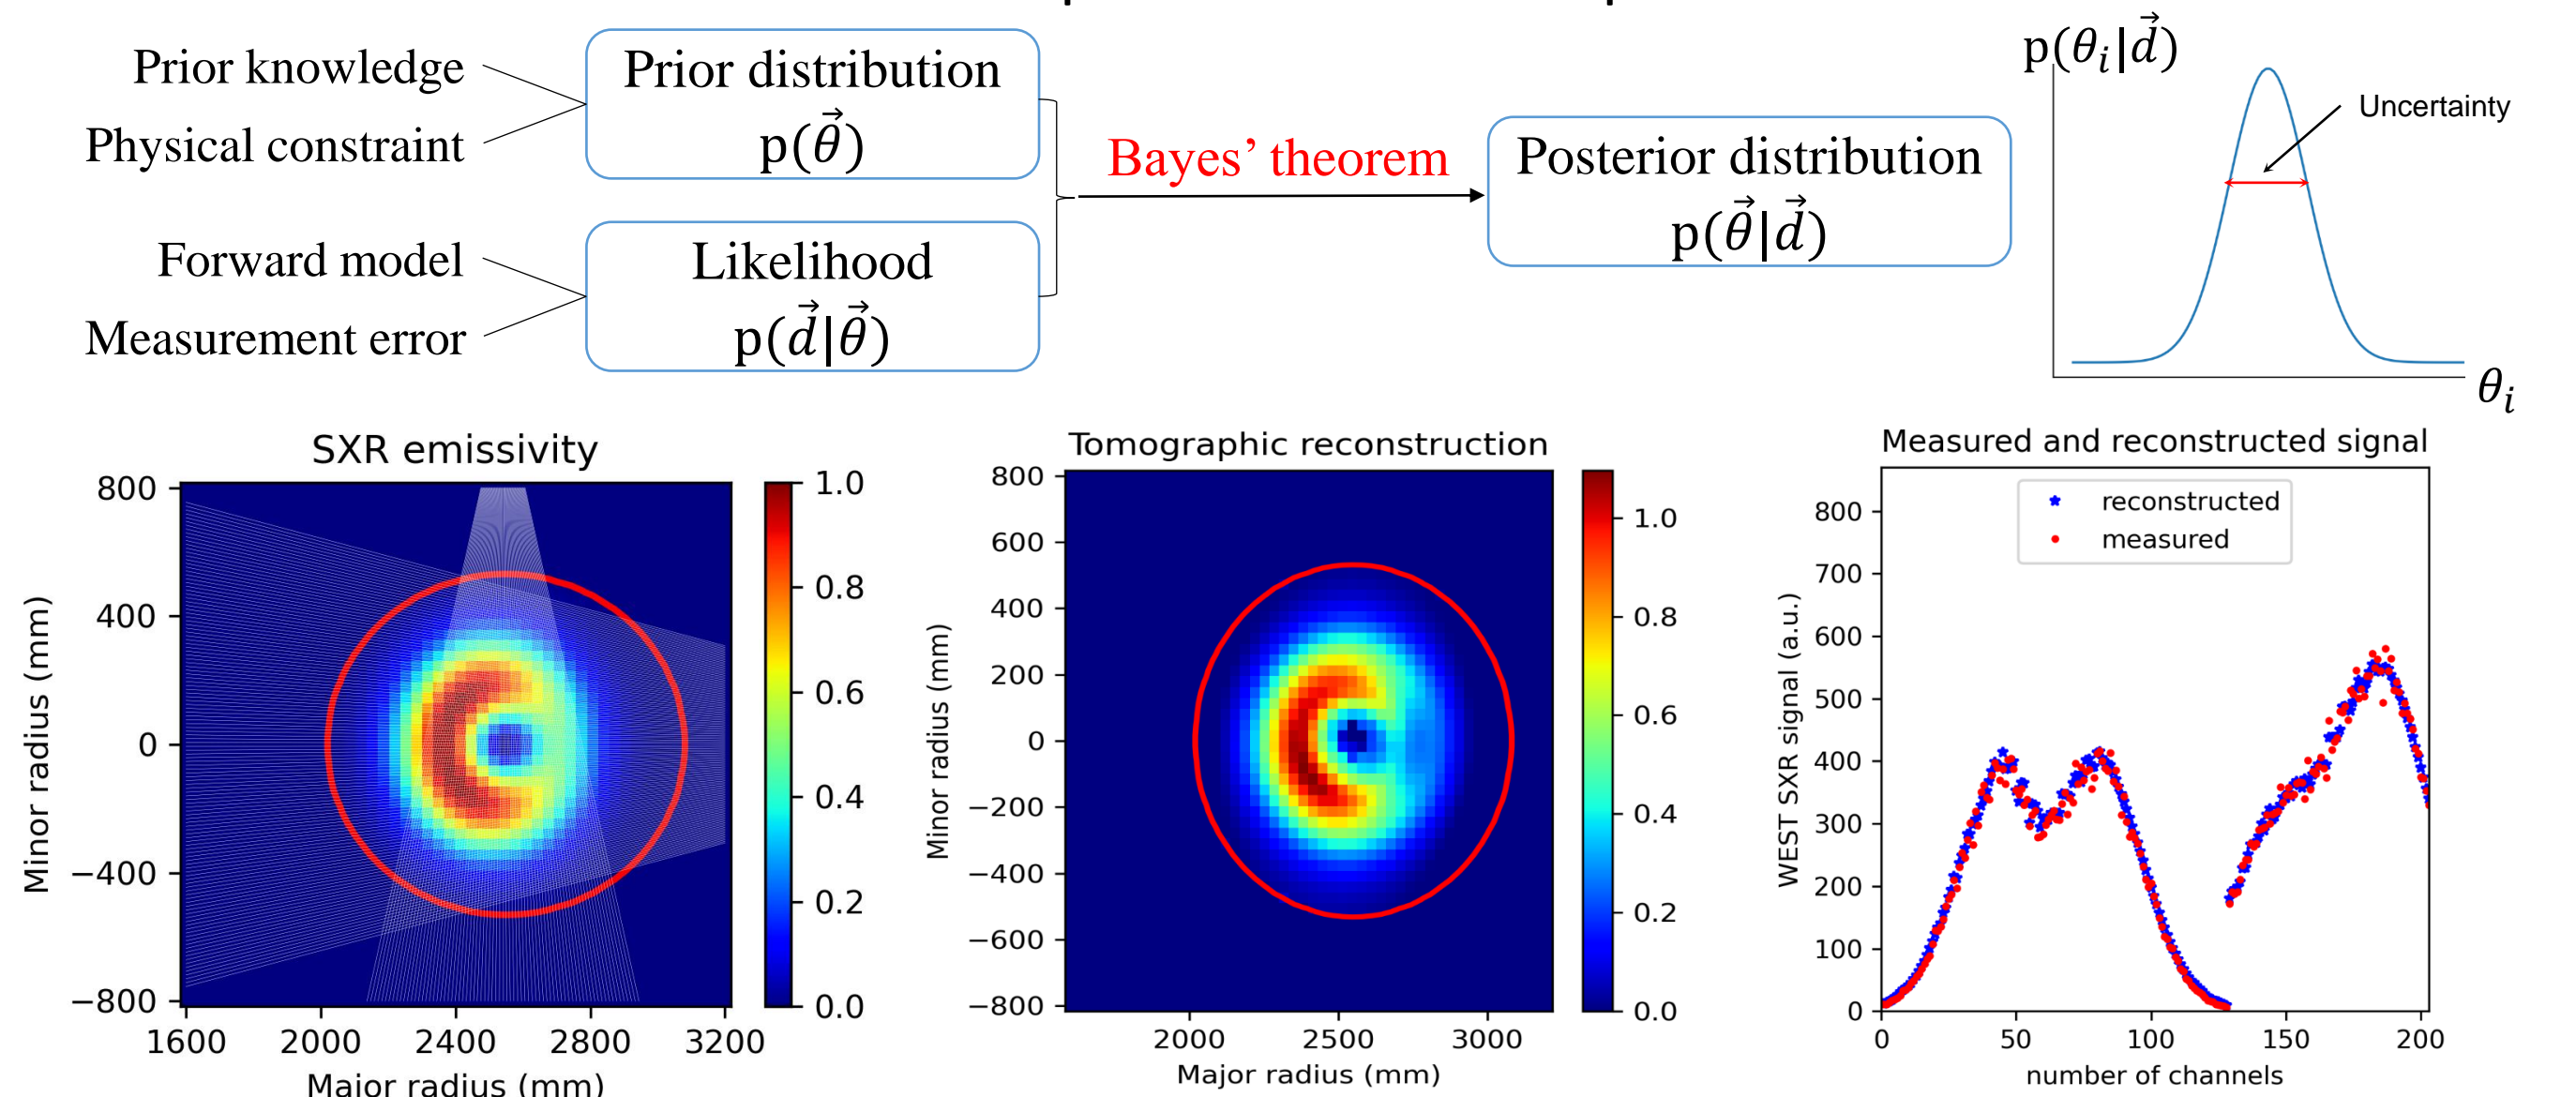 Prior knowledge
Physical constraint
Prior distribution
p(θ⃗)
Forward model
Measurement error
Likelihood
p(d⃗|θ⃗)
Bayes’ theorem
Posterior distribution
p(θ⃗|d⃗)
p(θᵢ|d⃗)
Uncertainty
θᵢ
SXR emissivity
Minor radius (mm)
800
400
0
−400
−800
1600 2000 2400 2800 3200
Major radius (mm)
1.0
0.8
0.6
0.4
0.2
0.0
Tomographic reconstruction
Minor radius (mm)
800
600
400
200
0
−200
−400
−600
−800
2000 2500 3000
Major radius (mm)
1.0
0.8
0.6
0.4
0.2
0.0
Measured and reconstructed signal
reconstructed
measured
WEST SXR signal (a.u.)
800
700
600
500
400
300
200
100
0
0 50 100 150 200
number of channels